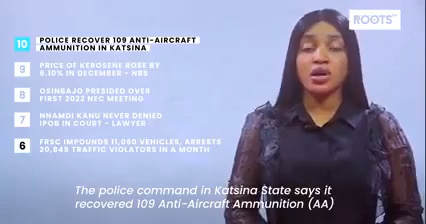 ROOTS
10 POLICE RECOVER 109 ANTI-AIRCRAFT
AMMUNITION IN KATSINA
9 PRICE OF KEROSENE ROSE BY
6.10% IN DECEMBER - NBS
8 OSINBAJO PRESIDED OVER
FIRST 2022 NEC MEETING
7 NNAMDI KANU NEVER DENIED
IPOB IN COURT - LAWYER
6 FRSC IMPOUNDS 11,060 VEHICLES, ARRESTS
20,845 TRAFFIC VIOLATORS IN A MONTH
The police command in Katsina State says it
recovered 109 Anti-Aircraft Ammunition (AA)